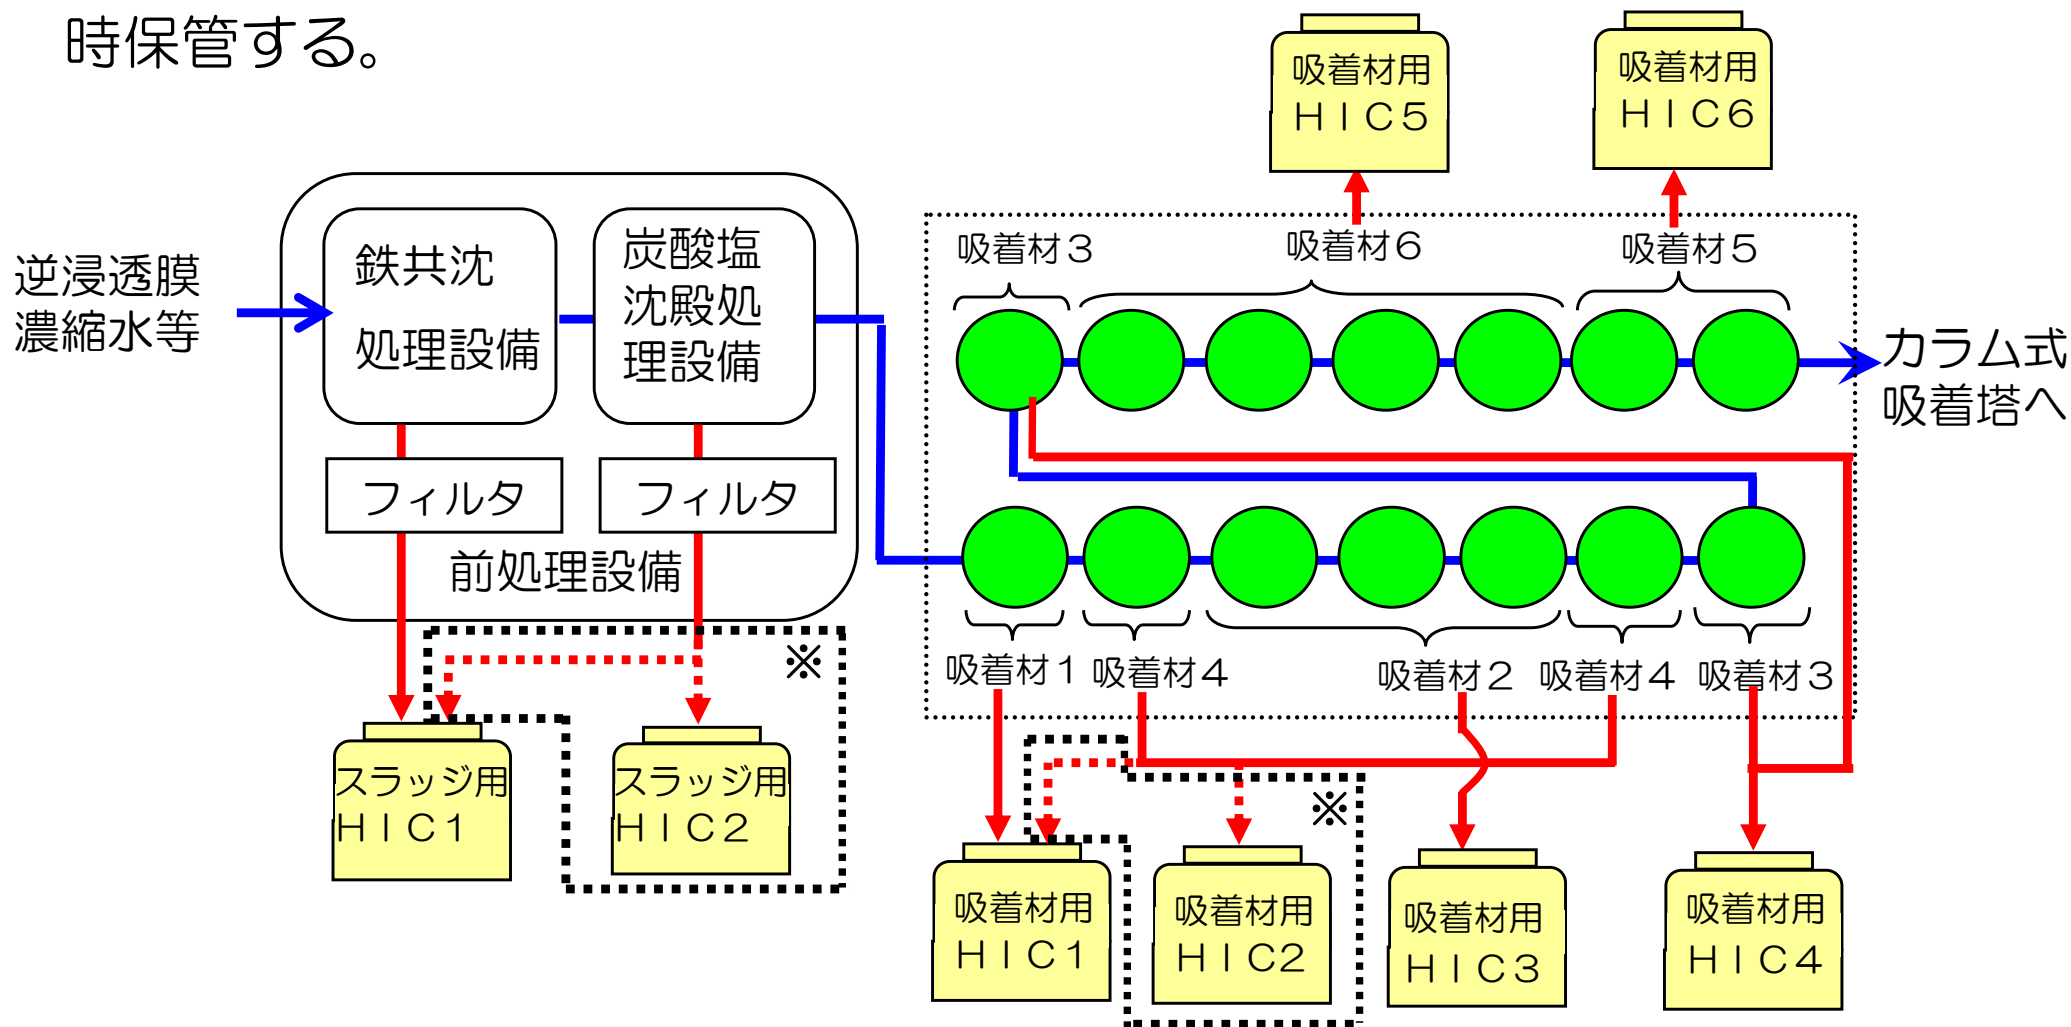 時保管する。
逆浸透膜
濃縮水等
鉄共沈
処理設備
炭酸塩
沈殿処
理設備
フィルタ
フィルタ
前処理設備
※
スラッジ用
ＨＩＣ１
スラッジ用
ＨＩＣ２
吸着材用
ＨＩＣ５
吸着材用
ＨＩＣ６
吸着材３
吸着材６
吸着材５
カラム式
吸着塔へ
吸着材１
吸着材４
吸着材２
吸着材４
吸着材３
※
吸着材用
ＨＩＣ１
吸着材用
ＨＩＣ２
吸着材用
ＨＩＣ３
吸着材用
ＨＩＣ４